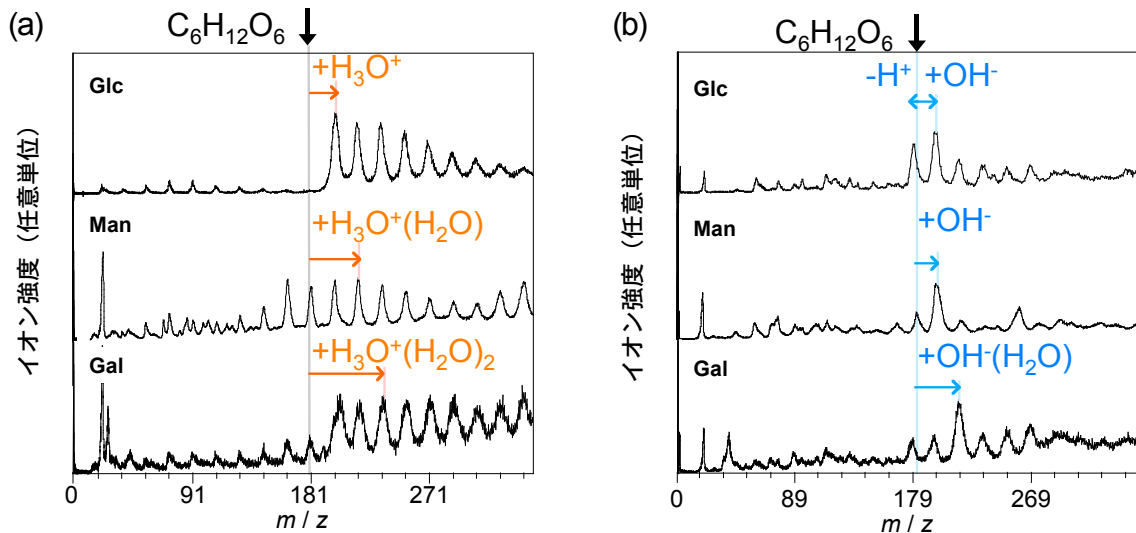 (a)
C₆H₁₂O₆
+H₃O⁺
Glc
Man
+H₃O⁺(H₂O)
Gal
+H₃O⁺(H₂O)₂
イオン強度(任意単位)
0 91 181 271
m / z
(b)
C₆H₁₂O₆
-H⁺ +OH⁻
Glc
Man
+OH⁻
Gal
+OH⁻(H₂O)
イオン強度(任意単位)
0 89 179 269
m / z